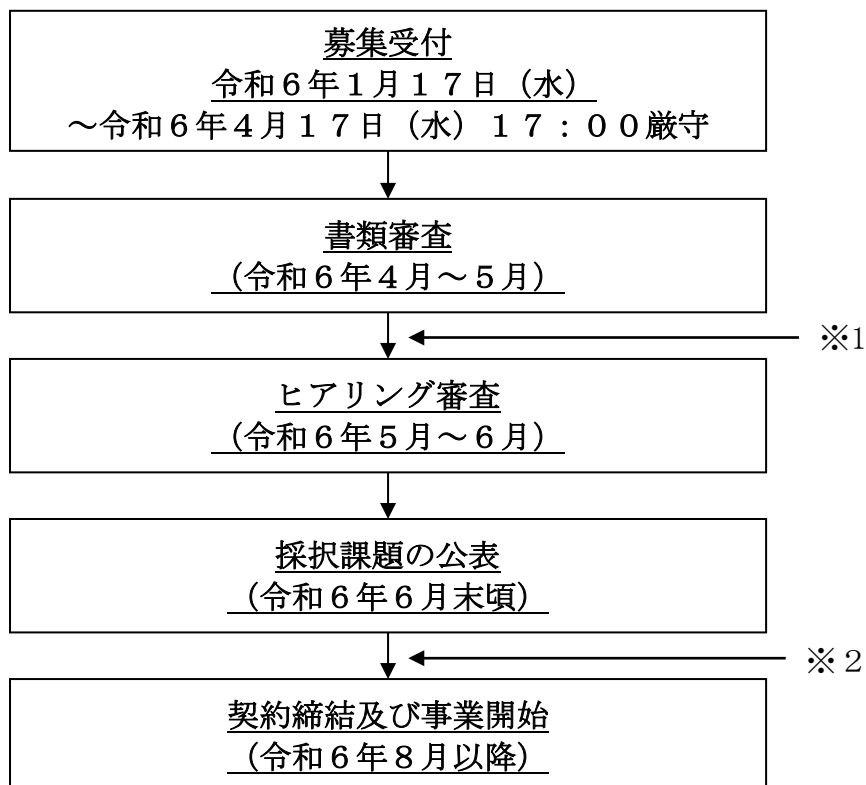 募集受付
令和６年１月１７日（水）
～令和６年４月１７日（水）１７：００厳守
書類審査
（令和６年４月～５月）
※1
ヒアリング審査
（令和６年５月～６月）
採択課題の公表
（令和６年６月末頃）
※２
契約締結及び事業開始
（令和６年８月以降）